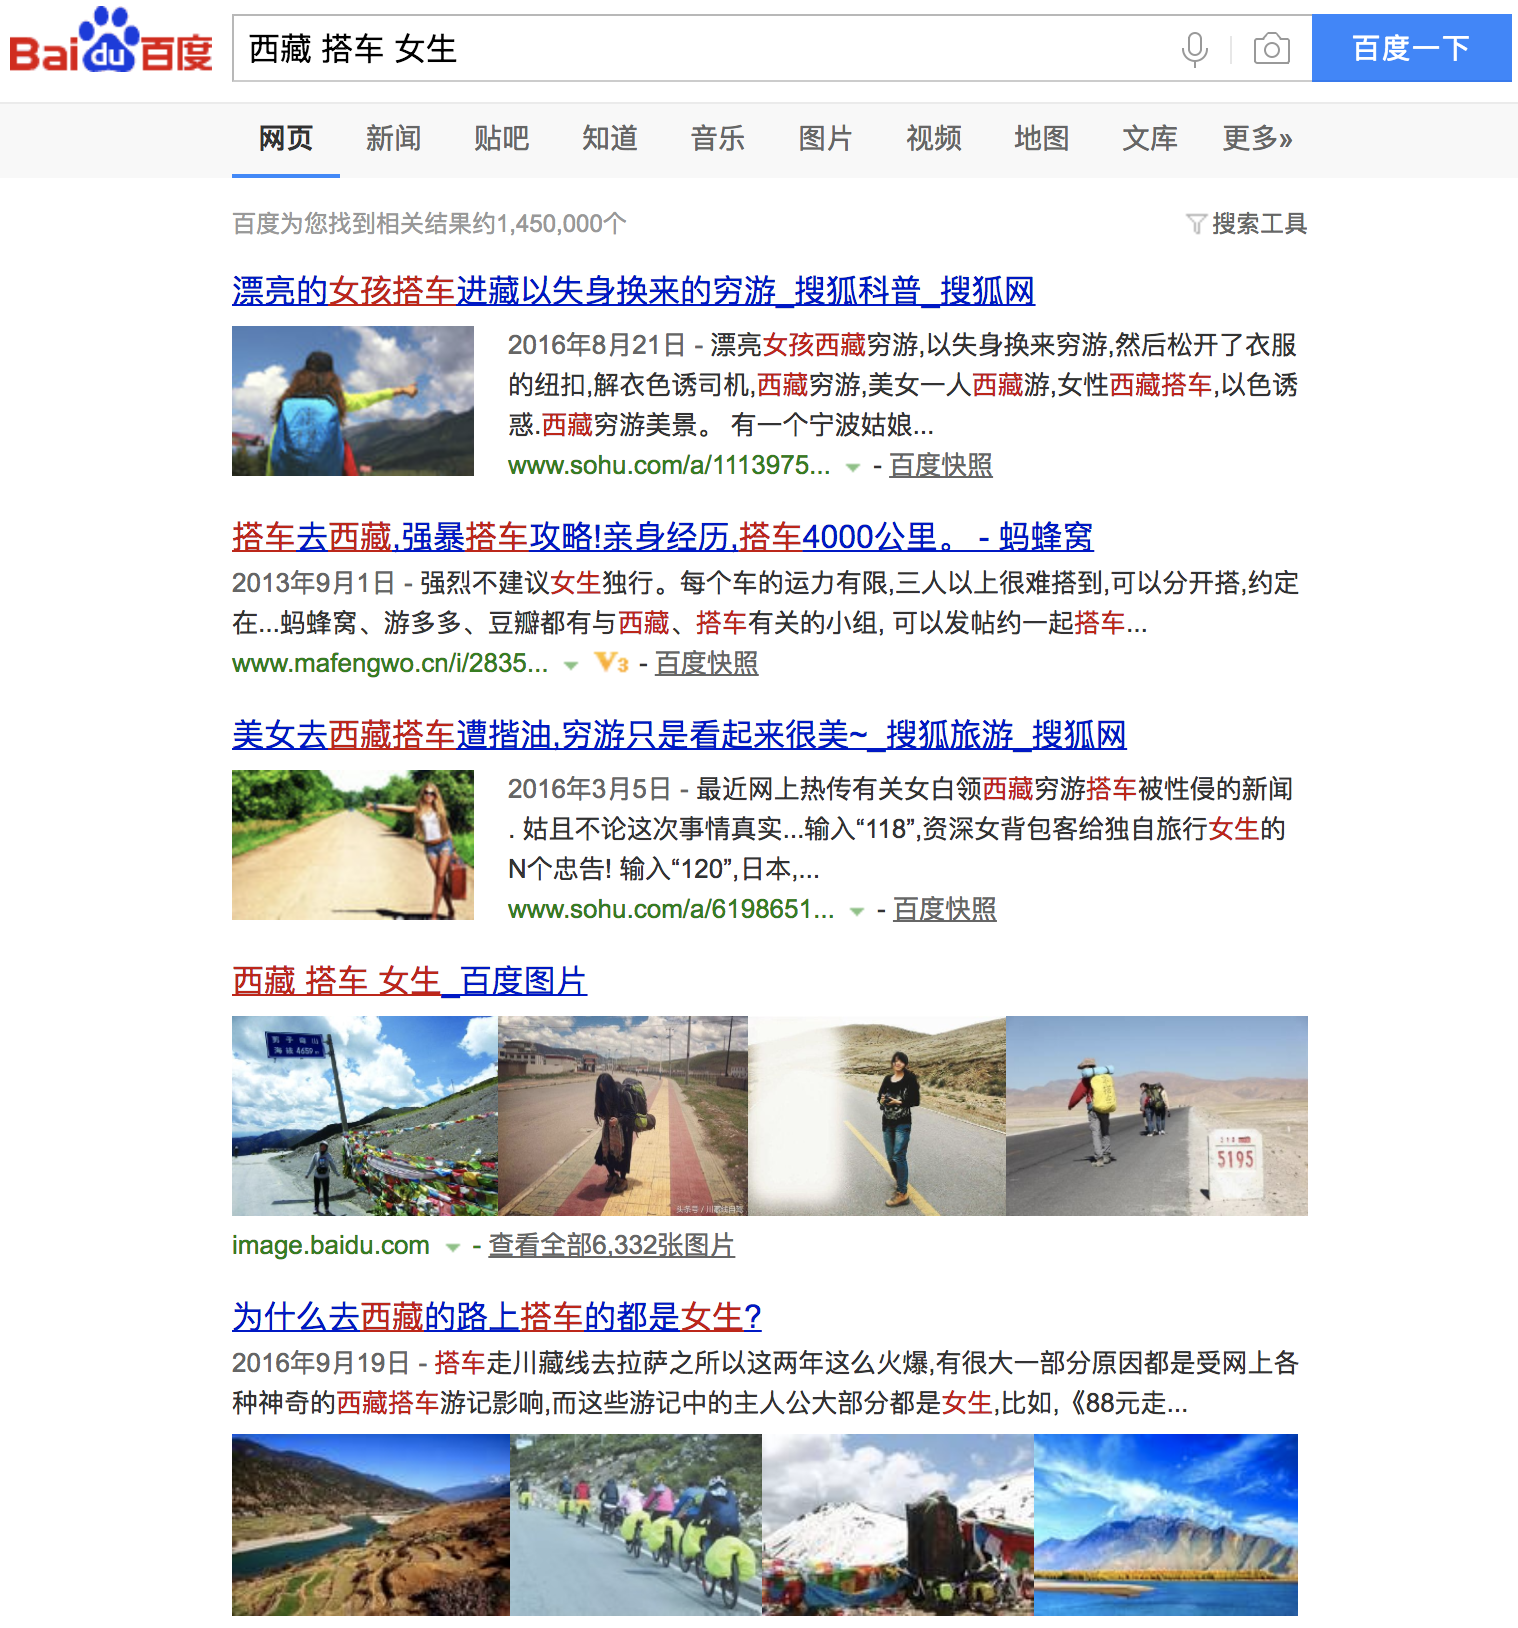 Baidu百度
西藏 搭车 女生
百度一下
网页 新闻 贴吧 知道 音乐 图片 视频 地图 文库 更多»
百度为您找到相关结果约1,450,000个
搜索工具
漂亮的女孩搭车进藏以失身换来的穷游_搜狐科普_搜狐网
2016年8月21日 - 漂亮女孩西藏穷游,以失身换来穷游,然后松开了衣服
的纽扣,解衣色诱司机,西藏穷游,美女一人西藏游,女性西藏搭车,以色诱
惑.西藏穷游美景。 有一个宁波姑娘...
www.sohu.com/a/1113975... - 百度快照
搭车去西藏,强暴搭车攻略!亲身经历,搭车4000公里。 - 蚂蜂窝
2013年9月1日 - 强烈不建议女生独行。每个车的运力有限,三人以上很难搭到,可以分开搭,约定
在...蚂蜂窝、游多多、豆瓣都有与西藏、搭车有关的小组, 可以发帖约一起搭车...
www.mafengwo.cn/i/2835... V3 - 百度快照
美女去西藏搭车遭揩油,穷游只是看起来很美~_搜狐旅游_搜狐网
2016年3月5日 - 最近网上热传有关女白领西藏穷游搭车被性侵的新闻
. 姑且不论这次事情真实...输入“118”,资深女背包客给独自旅行女生的
N个忠告! 输入“120”,日本,...
www.sohu.com/a/6198651... - 百度快照
西藏 搭车 女生_百度图片
海拔 4659
头条号 / 川藏线自驾
5195
image.baidu.com - 查看全部6,332张图片
为什么去西藏的路上搭车的都是女生?
2016年9月19日 - 搭车走川藏线去拉萨之所以这两年这么火爆,有很大一部分原因都是受网上各
种神奇的西藏搭车游记影响,而这些游记中的主人公大部分都是女生,比如,《88元走...